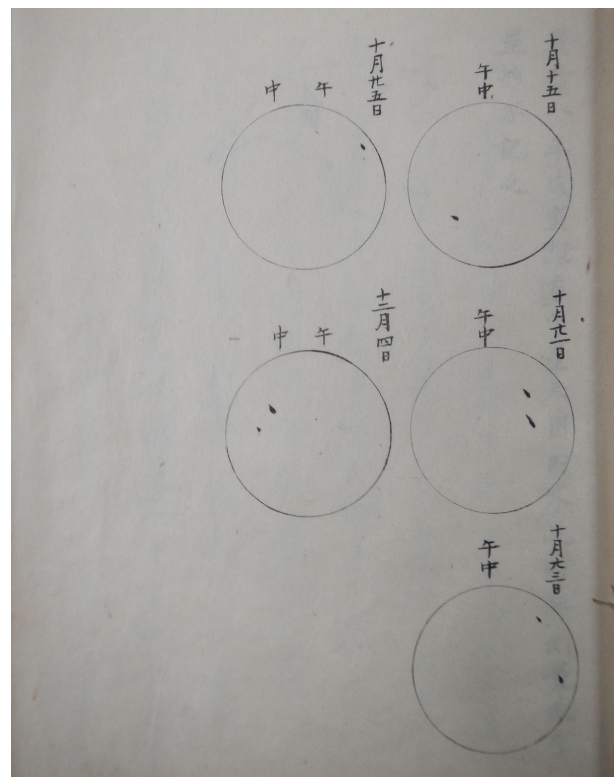 十月十五日
午中
十月廿一日
午中
十月廿三日
午中
十月廿五日
午中
十二月四日
午中